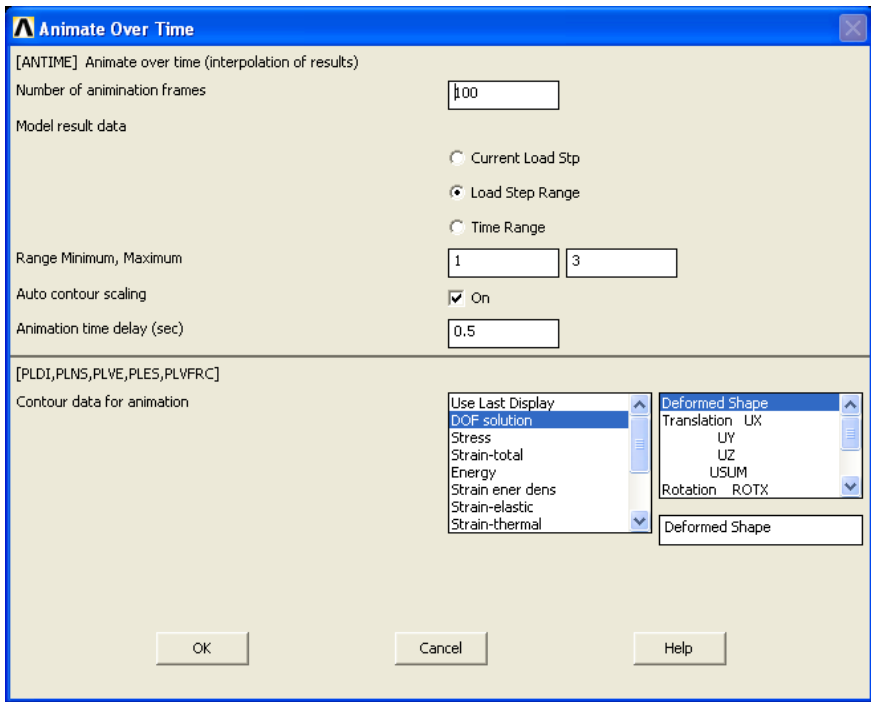 Animate Over Time
[ANTIME] Animate over time (interpolation of results)
Number of animination frames 100
Model result data
Current Load Stp
Load Step Range
Time Range
Range Minimum, Maximum 1 3
Auto contour scaling On
Animation time delay (sec) 0.5
[PLDI,PLNS,PLVE,PLES,PLVFRC]
Contour data for animation
Use Last Display
DOF solution
Stress
Strain-total
Energy
Strain ener dens
Strain-elastic
Strain-thermal
Deformed Shape
Translation UX
UY
UZ
USUM
Rotation ROTX
Deformed Shape
OK Cancel Help